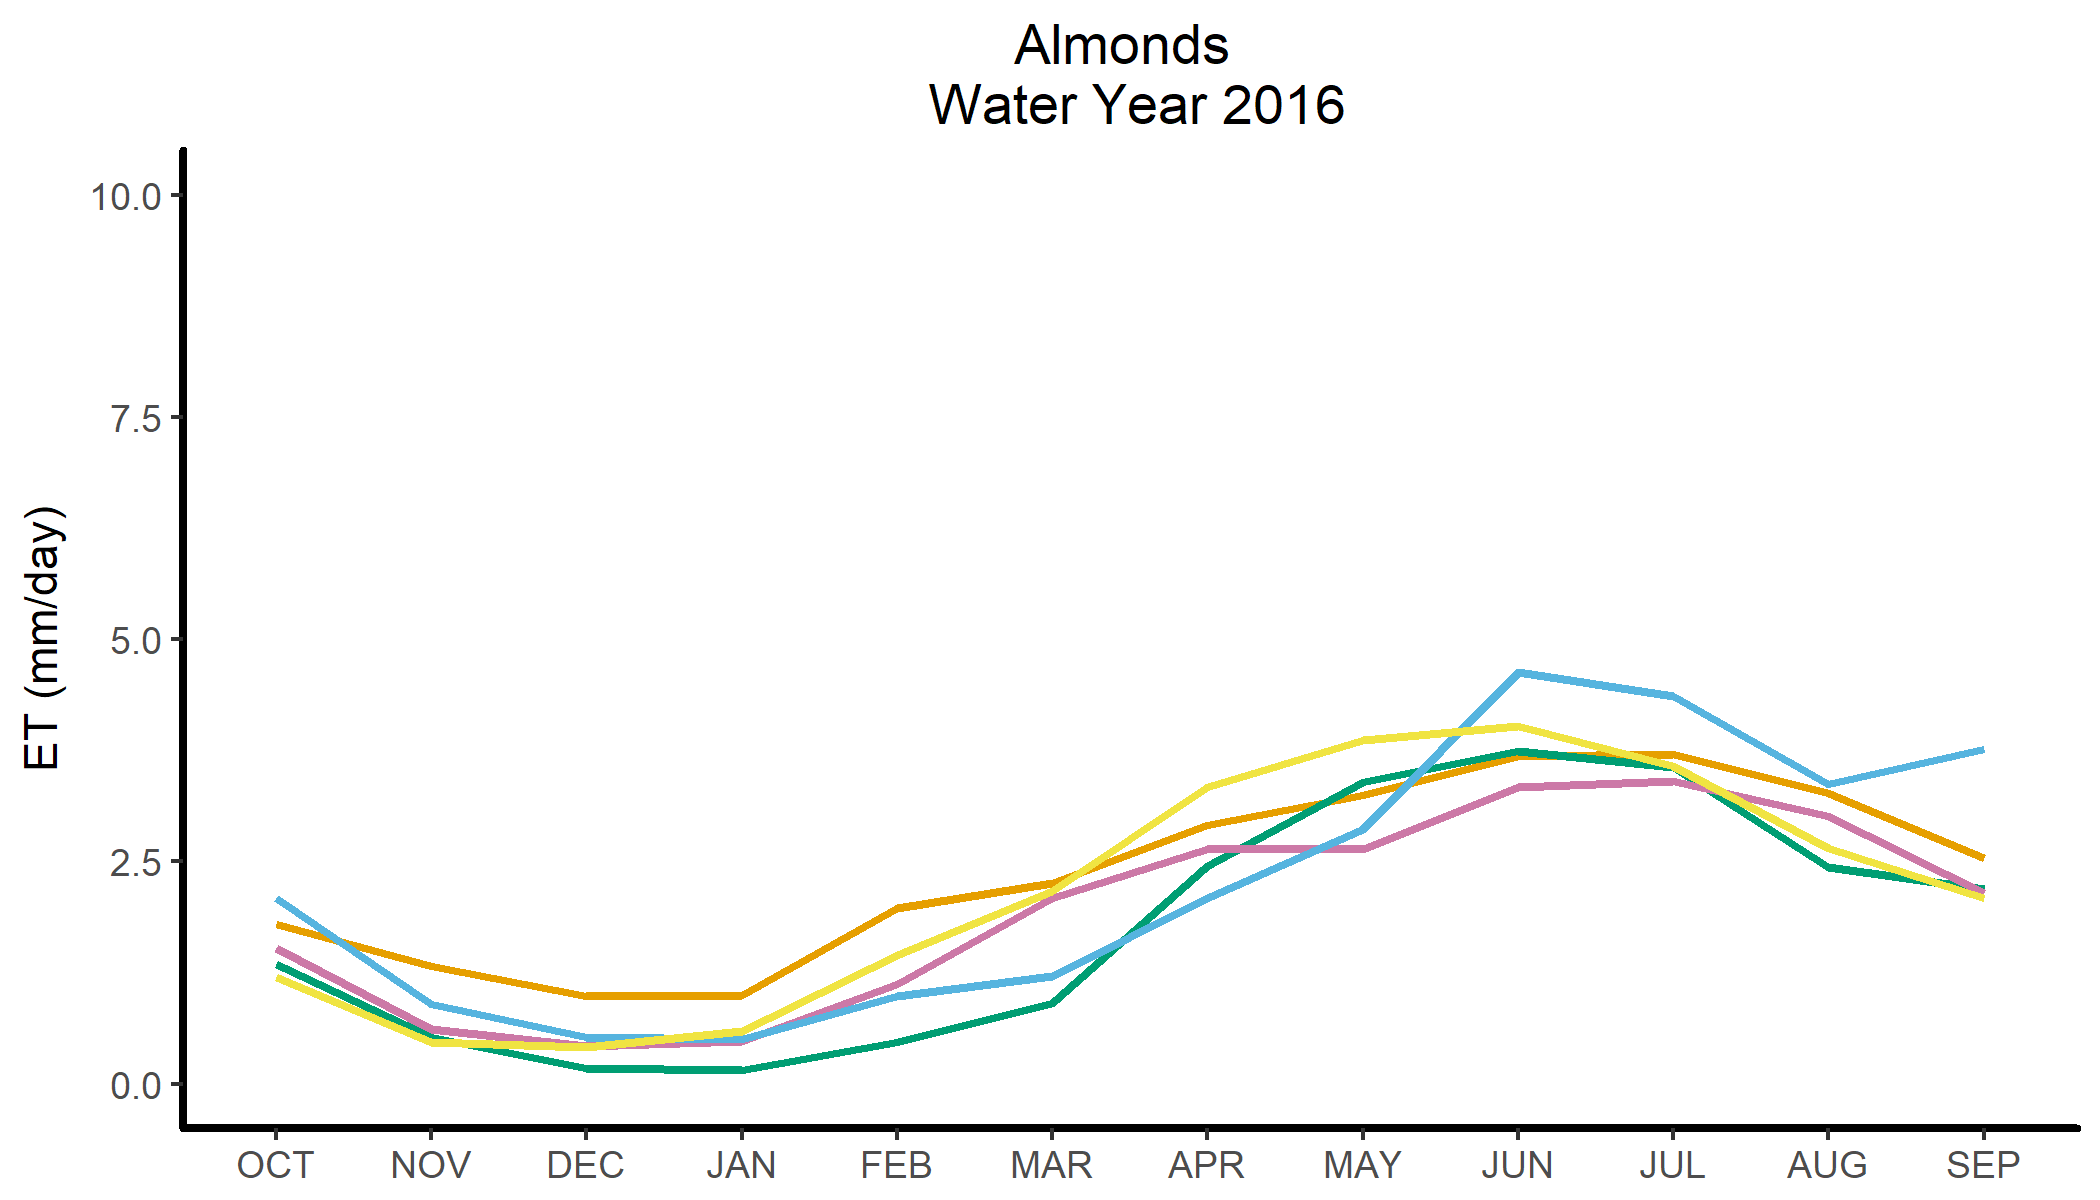 Almonds
Water Year 2016
10.0
7.5
5.0
2.5
0.0
ET (mm/day)
OCT NOV DEC JAN FEB MAR APR MAY JUN JUL AUG SEP